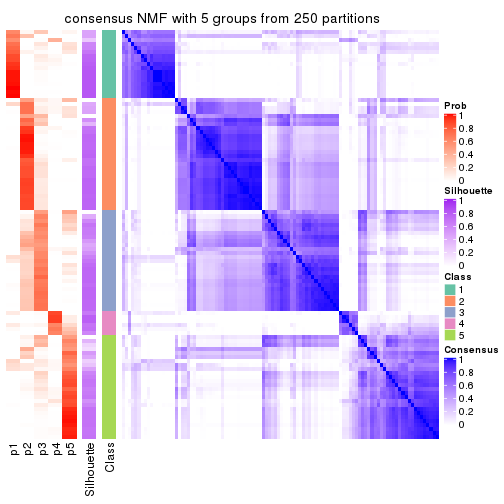 consensus NMF with 5 groups from 250 partitions
Prob
1
0.8
0.6
0.4
0.2
0
Silhouette
1
0.8
0.6
0.4
0.2
0
Class
1
2
3
4
5
Consensus
1
0.8
0.6
0.4
0.2
0
p1
p2
p3
p4
p5
Silhouette
Class